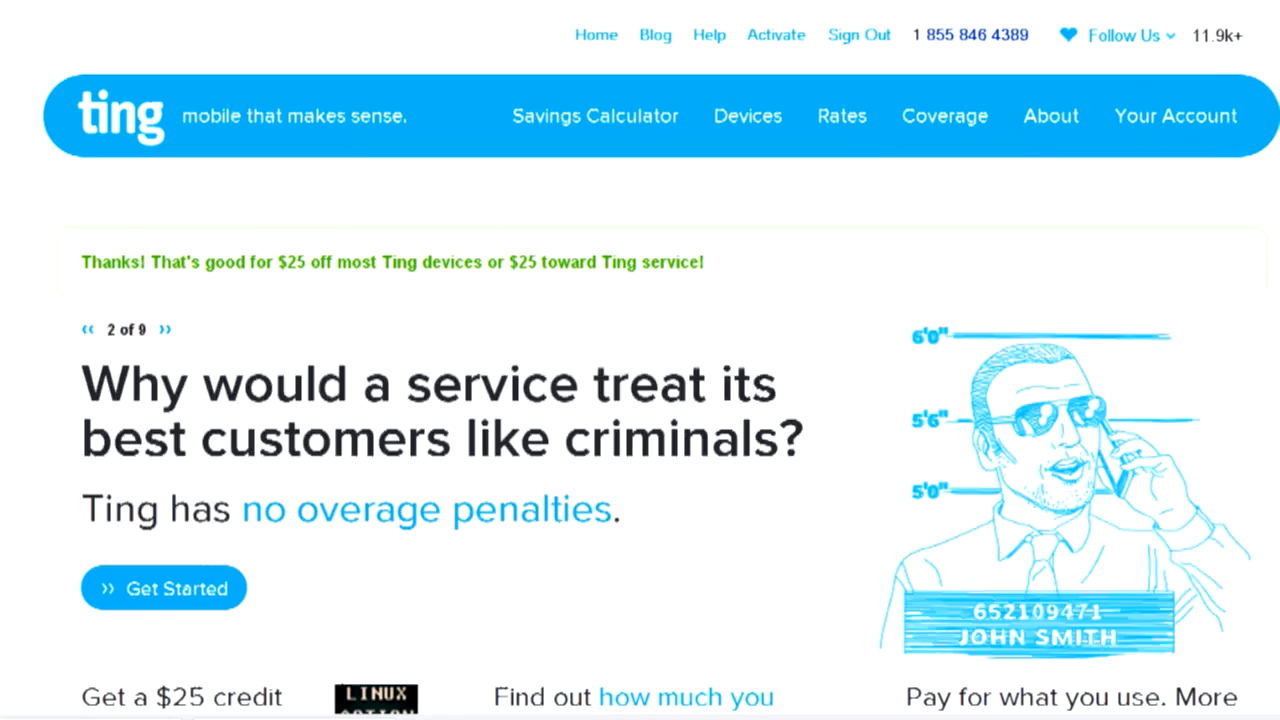 Home Blog Help Activate Sign Out 1 855 846 4389 Follow Us 11.9k+
ting mobile that makes sense. Savings Calculator Devices Rates Coverage About Your Account
Thanks! That's good for $25 off most Ting devices or $25 toward Ting service!
‹‹ 2 of 9 ››
Why would a service treat its
best customers like criminals?
Ting has no overage penalties.
›› Get Started
6'0"
5'6"
5'0"
652109471
JOHN SMITH
Get a $25 credit
LINUX
Find out how much you
Pay for what you use. More